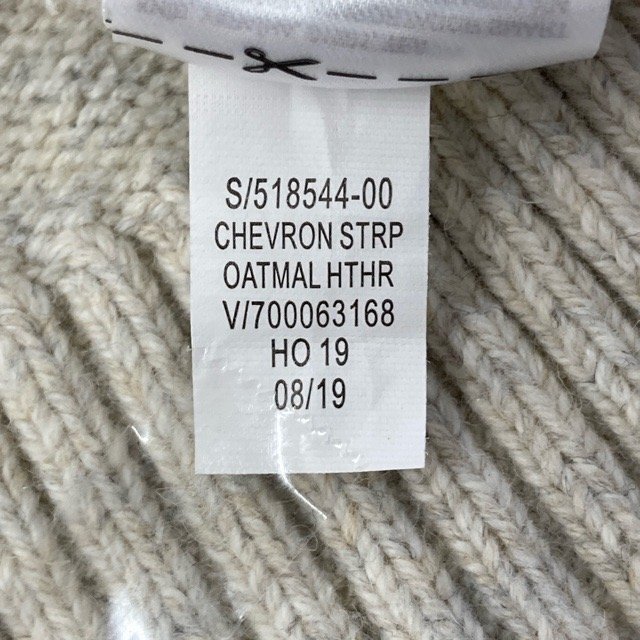 S/518544-00
CHEVRON STRP
OATMAL HTHR
V/700063168
HO 19
08/19